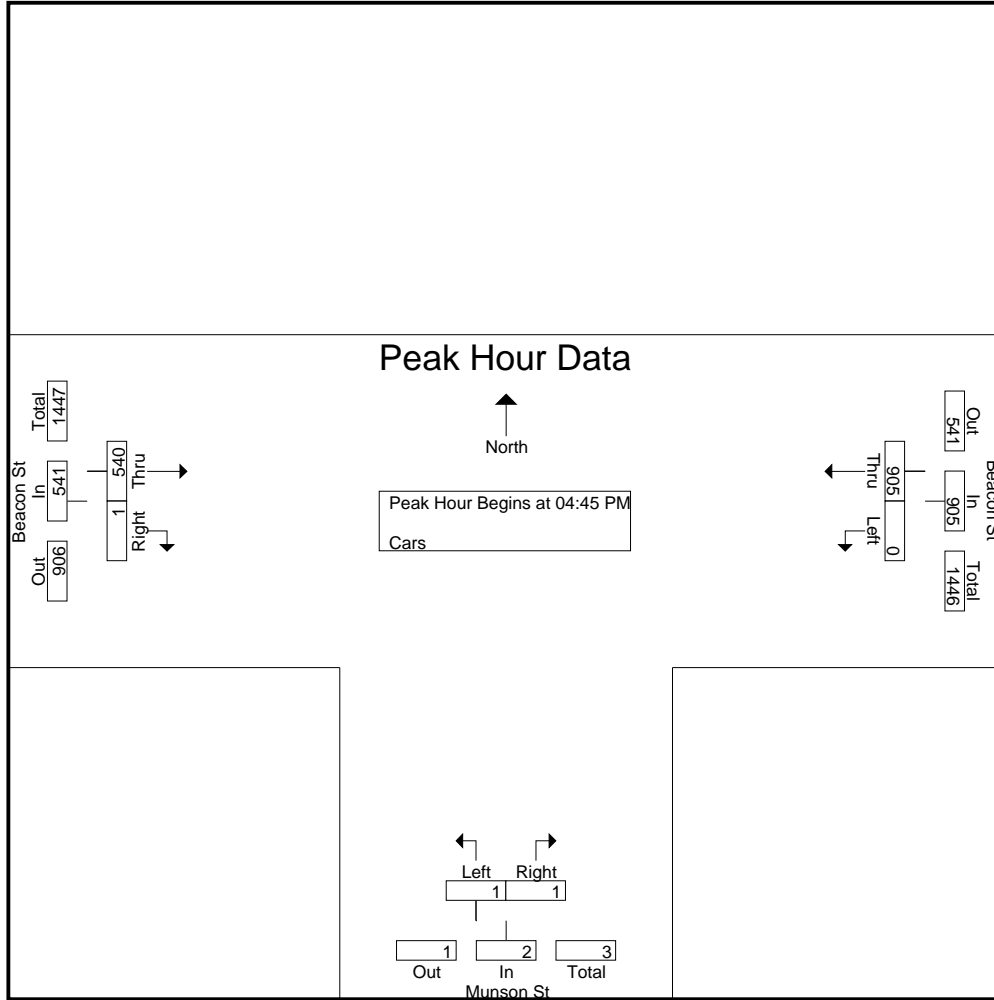 Peak Hour Data
North
Peak Hour Begins at 04:45 PM
Cars
Beacon St
Total
1447
In
541
Out
906
540
Thru
1
Right
Beacon St
Out
541
In
905
Total
1446
905
Thru
0
Left
Left Right
1 1
1 2 3
Out In Total
Munson St